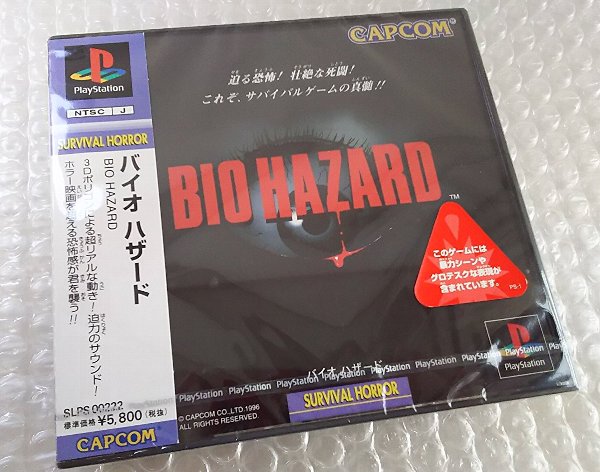 PlayStation
NTSC J
SURVIVAL HORROR
バイオ ハザード
BIO HAZARD
3Dポリゴンによる超リアルな動き!迫力のサウンド!
ホラー映画を超える恐怖感が君を襲う!!
SLPS 00222
標準価格 ¥5,800(税抜)
CAPCOM
CAPCOM®
迫る恐怖! 壮絶な死闘!
これぞ、サバイバルゲームの真髄!!
BIO HAZARD
TM
このゲームには
暴力シーンや
グロテスクな表現が
含まれています。
PS-1
バイオ ハザード
PlayStation PlayStation PlayStation PlayStation PlayStation
PlayStation
© CAPCOM CO.,LTD.1996
ALL RIGHTS RESERVED.
SURVIVAL HORROR